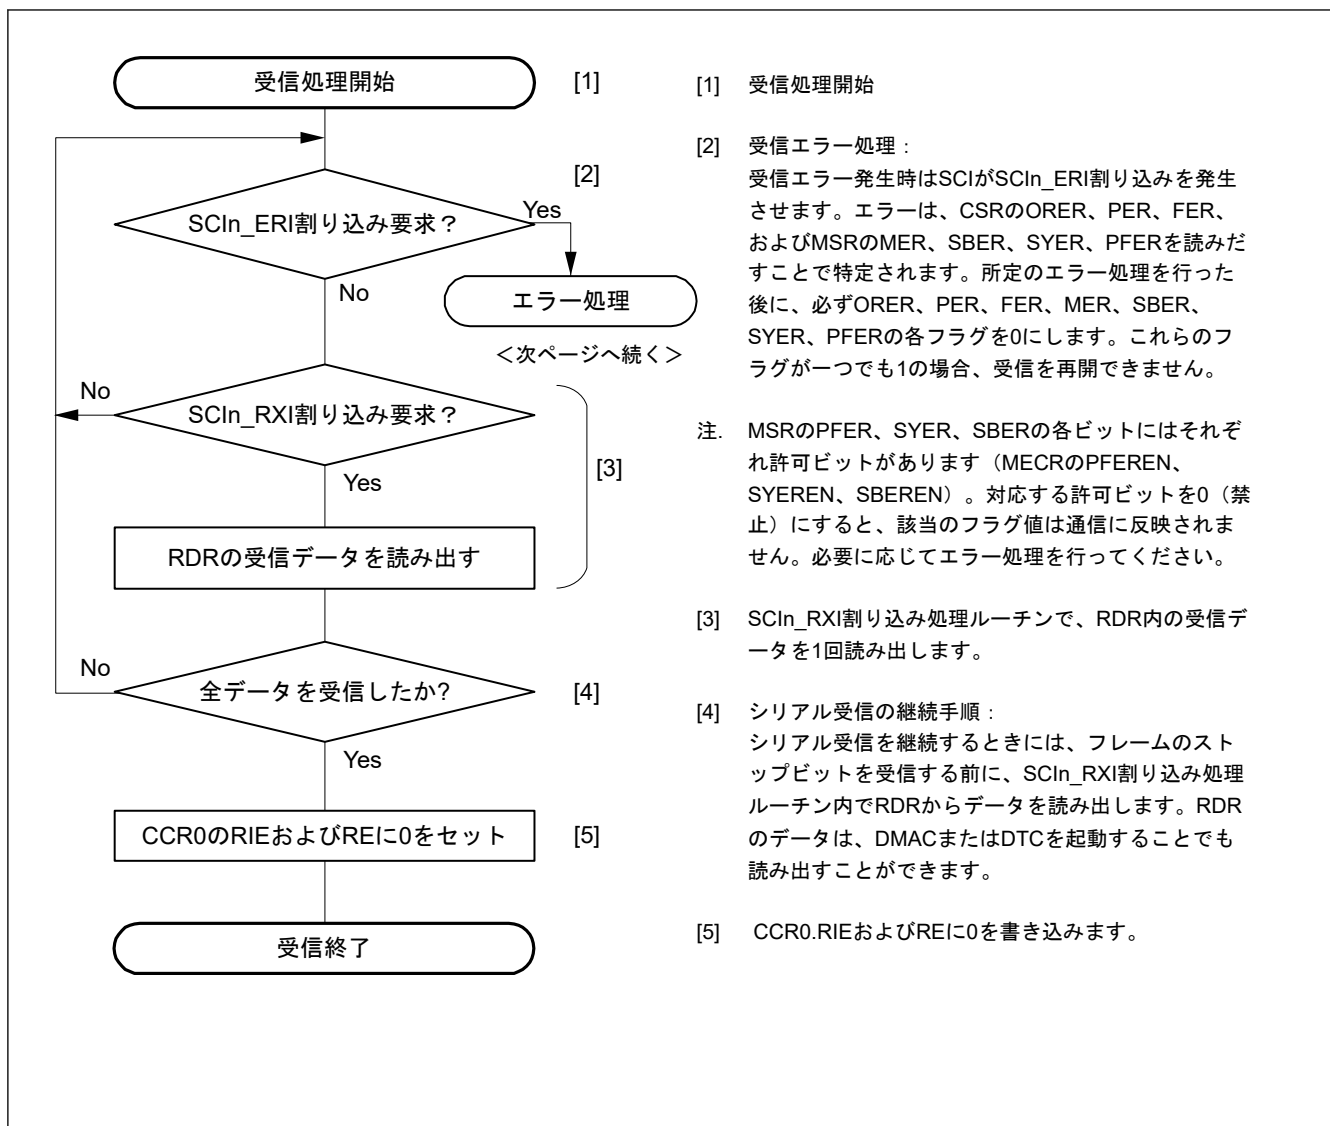 受信処理開始
[1]
SCIn_ERI割り込み要求？
[2]
Yes
No
エラー処理
＜次ページへ続く＞
No
SCIn_RXI割り込み要求？
Yes
[3]
RDRの受信データを読み出す
No
全データを受信したか?
[4]
Yes
CCR0のRIEおよびREに0をセット
[5]
受信終了
[1] 受信処理開始
[2] 受信エラー処理：
受信エラー発生時はSCIがSCIn_ERI割り込みを発生
させます。エラーは、CSRのORER、PER、FER、
およびMSRのMER、SBER、SYER、PFERを読みだ
すことで特定されます。所定のエラー処理を行った
後に、必ずORER、PER、FER、MER、SBER、
SYER、PFERの各フラグを0にします。これらのフ
ラグが一つでも1の場合、受信を再開できません。
注. MSRのPFER、SYER、SBERの各ビットにはそれぞ
れ許可ビットがあります（MECRのPFEREN、
SYEREN、SBEREN）。対応する許可ビットを0（禁
止）にすると、該当のフラグ値は通信に反映されま
せん。必要に応じてエラー処理を行ってください。
[3] SCIn_RXI割り込み処理ルーチンで、RDR内の受信デ
ータを1回読み出します。
[4] シリアル受信の継続手順：
シリアル受信を継続するときには、フレームのスト
ップビットを受信する前に、SCIn_RXI割り込み処理
ルーチン内でRDRからデータを読み出します。RDR
のデータは、DMACまたはDTCを起動することでも
読み出すことができます。
[5] CCR0.RIEおよびREに0を書き込みます。